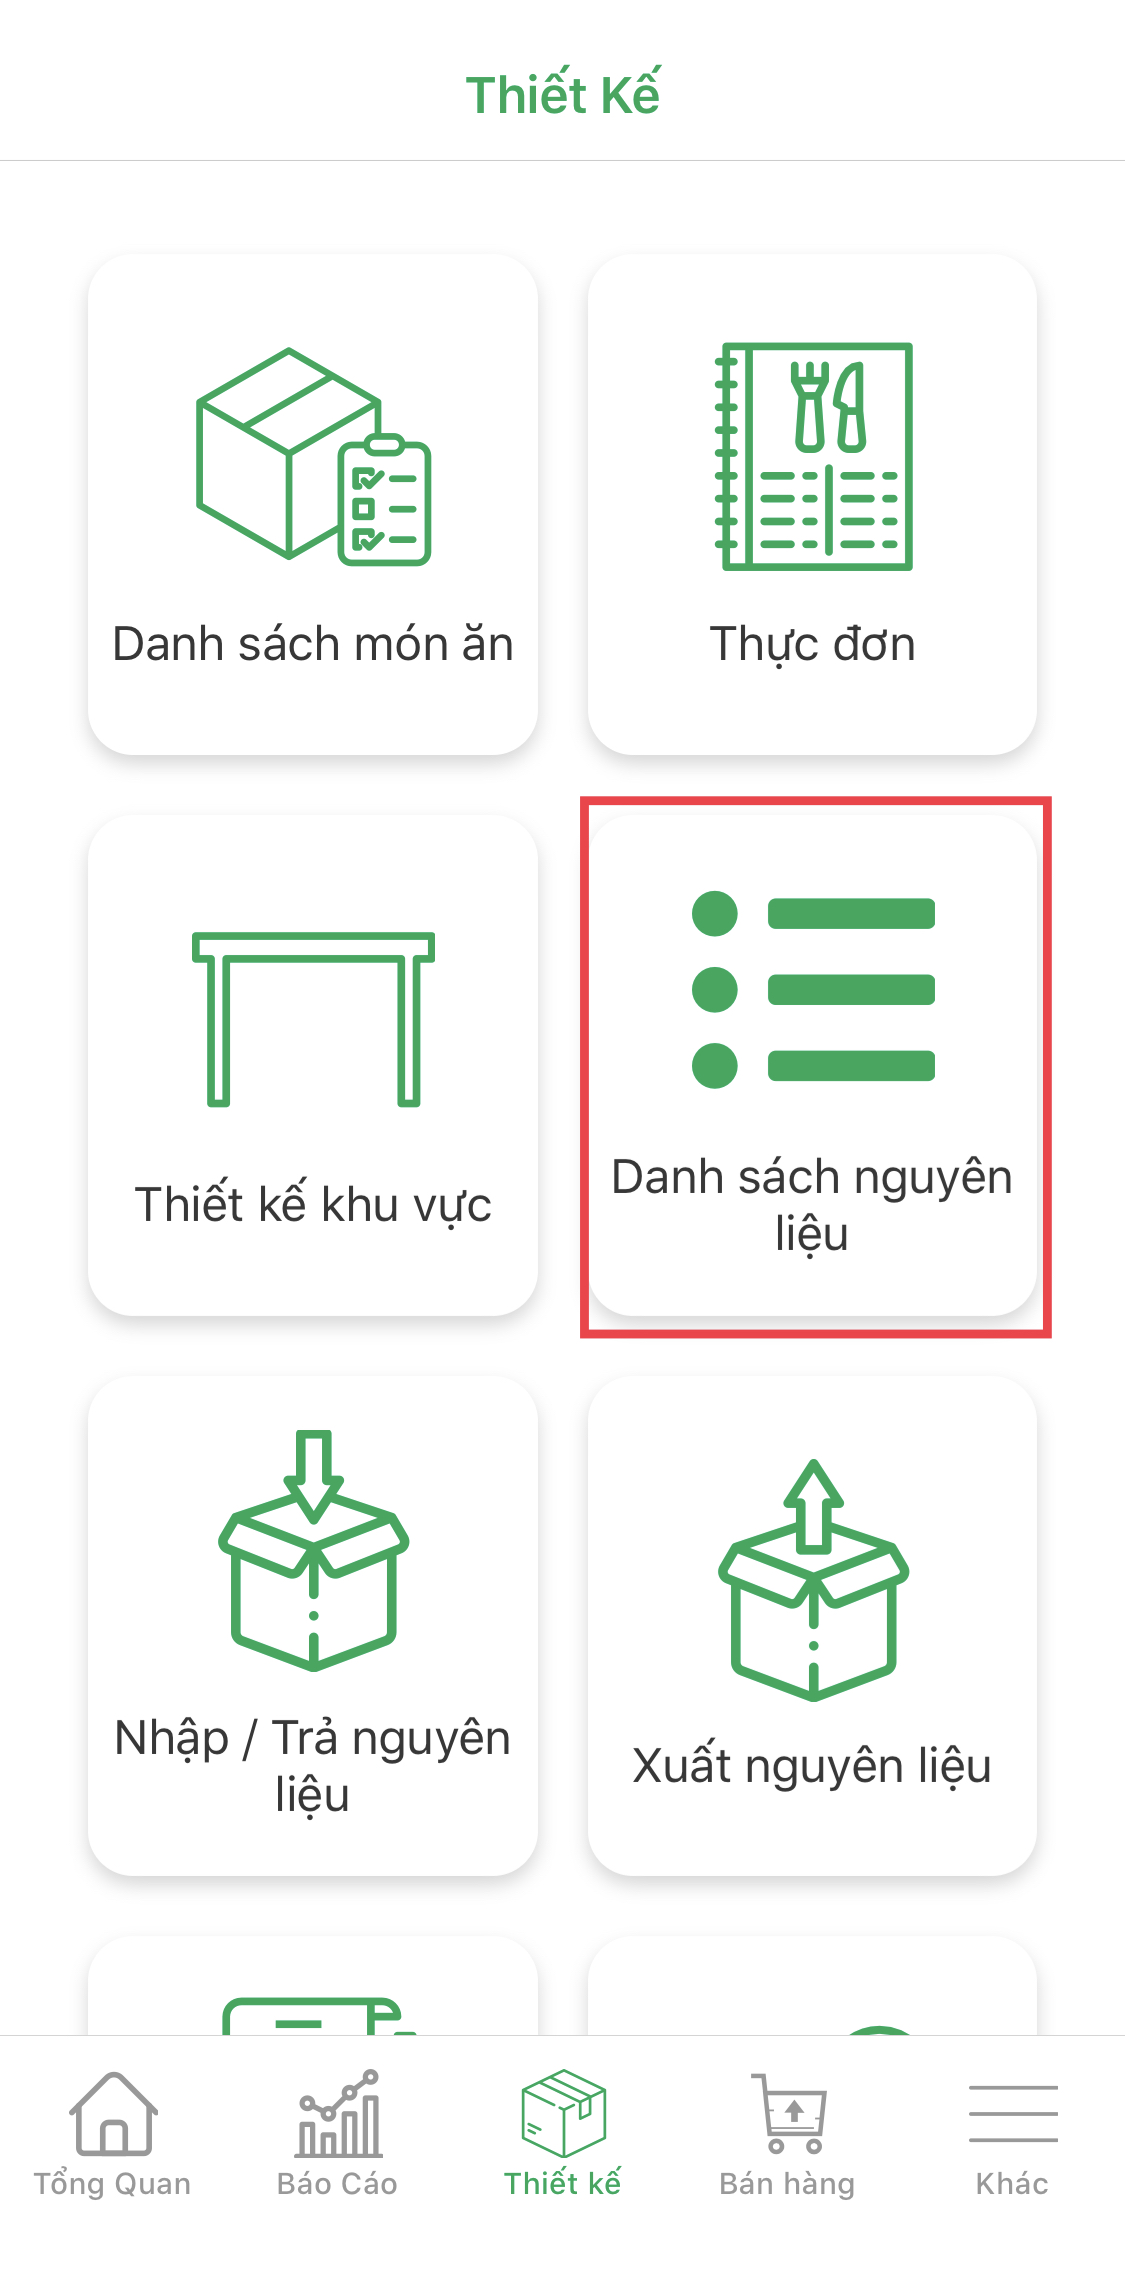 Thiết Kế
Danh sách món ăn
Thực đơn
Thiết kế khu vực
Danh sách nguyên
liệu
Nhập / Trả nguyên
liệu
Xuất nguyên liệu
Tổng Quan
Báo Cáo
Thiết kế
Bán hàng
Khác